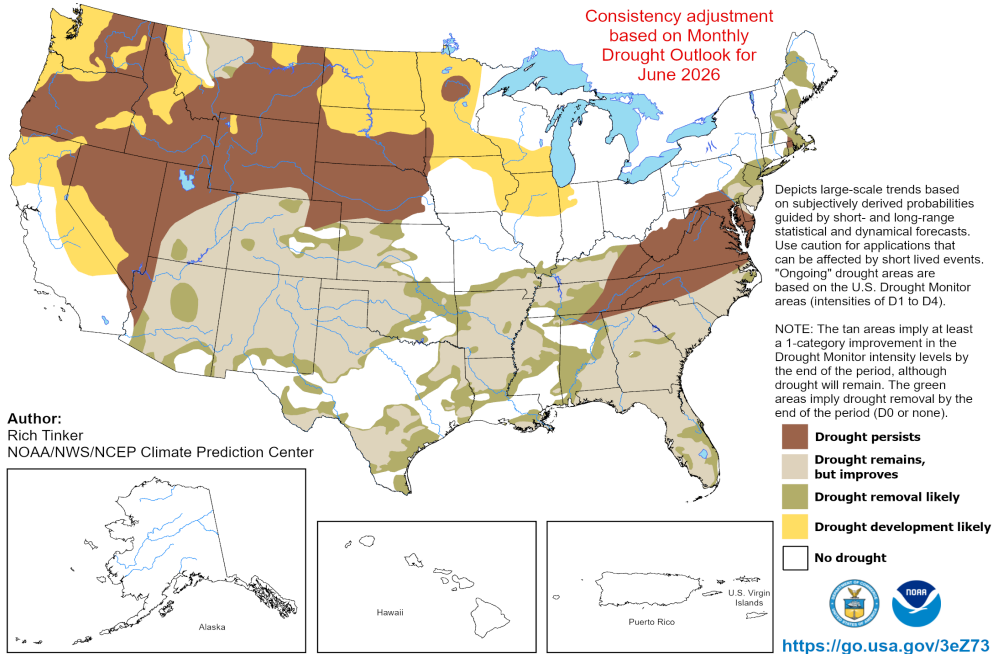 Consistency adjustment
based on Monthly
Drought Outlook for
June 2026
Depicts large-scale trends based
on subjectively derived probabilities
guided by short- and long-range
statistical and dynamical forecasts.
Use caution for applications that
can be affected by short lived events.
"Ongoing" drought areas are
based on the U.S. Drought Monitor
areas (intensities of D1 to D4).
NOTE: The tan areas imply at least
a 1-category improvement in the
Drought Monitor intensity levels by
the end of the period, although
drought will remain. The green
areas imply drought removal by the
end of the period (D0 or none).
Author:
Rich Tinker
NOAA/NWS/NCEP Climate Prediction Center
Drought persists
Drought remains,
but improves
Drought removal likely
Drought development likely
No drought
Alaska
Hawaii
Puerto Rico
U.S. Virgin
Islands
NOAA
https://go.usa.gov/3eZ73